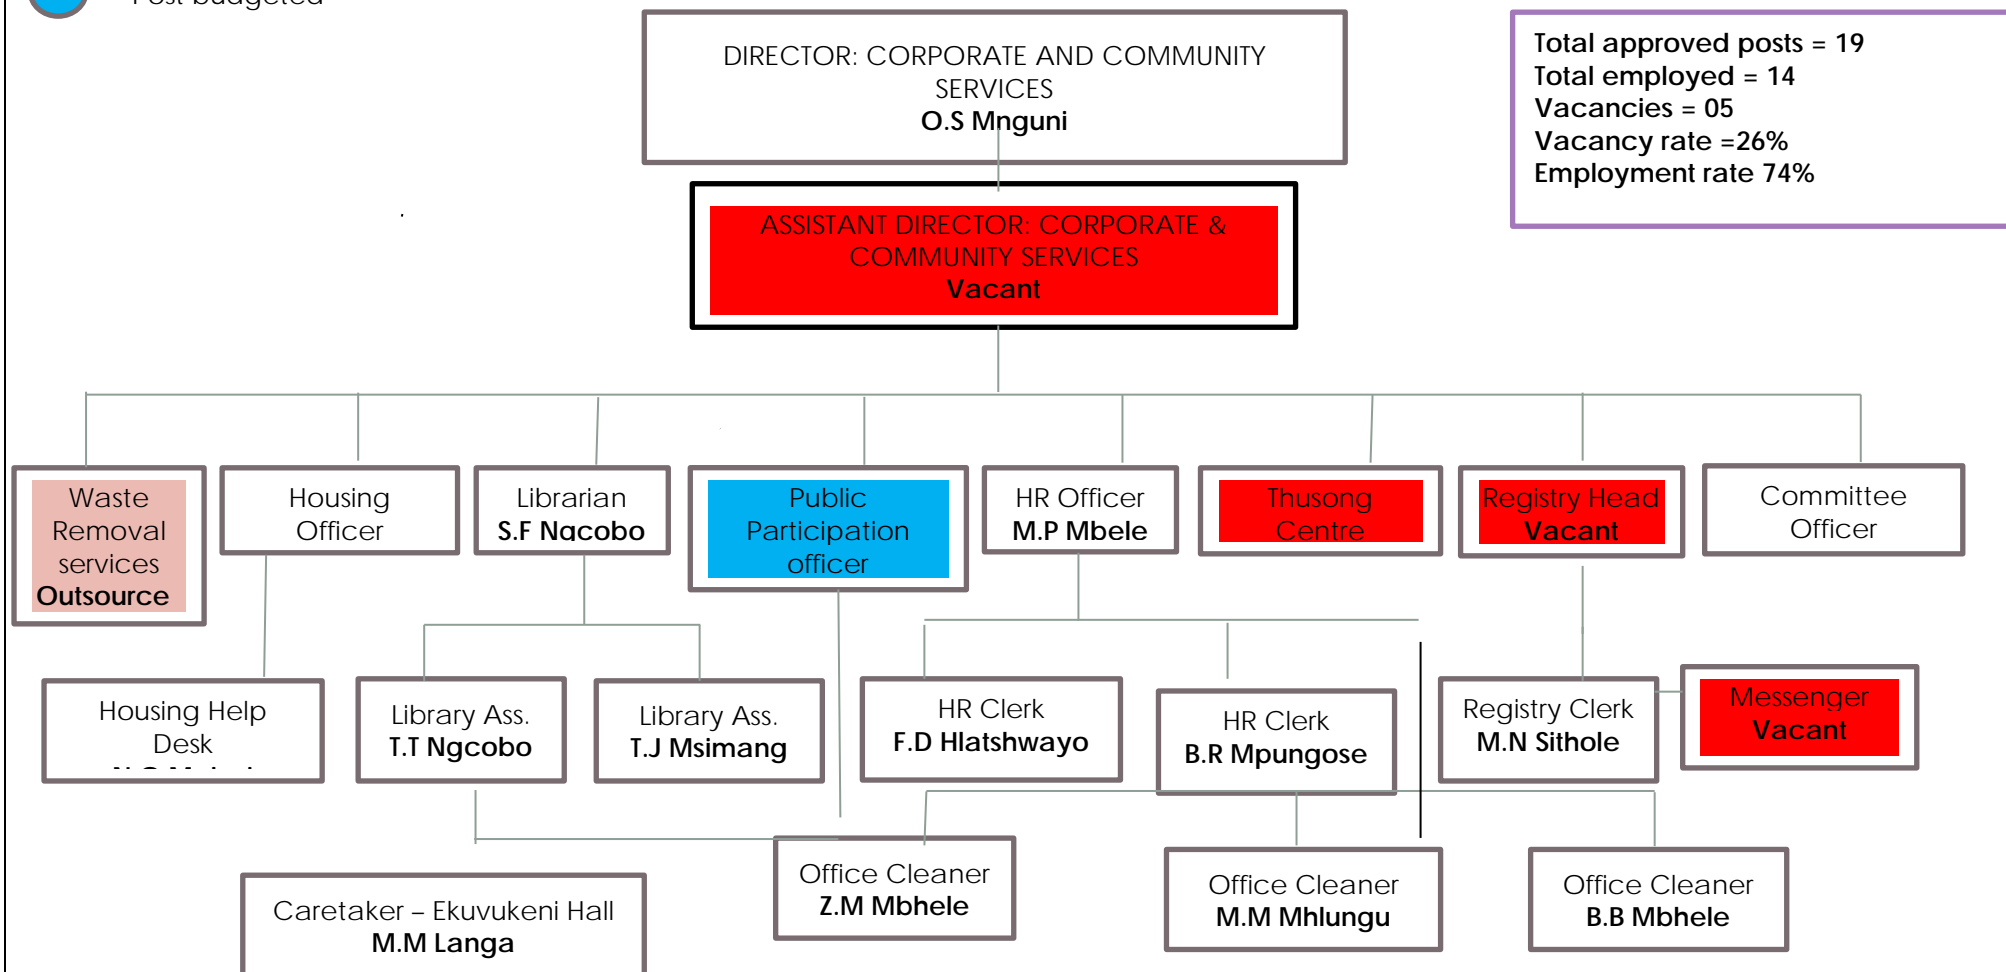 Post budgeted
DIRECTOR: CORPORATE AND COMMUNITY
SERVICES
O.S Mnguni
Total approved posts = 19
Total employed = 14
Vacancies = 05
Vacancy rate =26%
Employment rate 74%
ASSISTANT DIRECTOR: CORPORATE &
COMMUNITY SERVICES
Vacant
Waste
Removal
services
Outsource
Housing
Officer
Librarian
S.F Ngcobo
Public
Participation
officer
HR Officer
M.P Mbele
Thusong
Centre
Registry Head
Vacant
Committee
Officer
Housing Help
Desk
Library Ass.
T.T Ngcobo
Library Ass.
T.J Msimang
HR Clerk
F.D Hlatshwayo
HR Clerk
B.R Mpungose
Registry Clerk
M.N Sithole
Messenger
Vacant
Caretaker – Ekuvukeni Hall
M.M Langa
Office Cleaner
Z.M Mbhele
Office Cleaner
M.M Mhlungu
Office Cleaner
B.B Mbhele